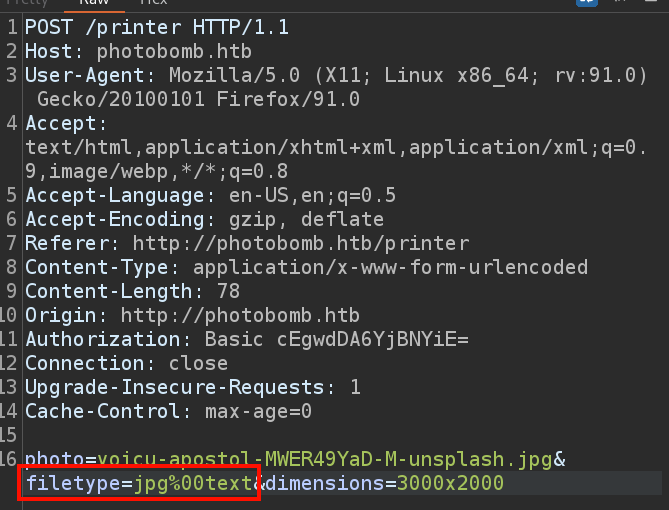 Pretty Raw Hex
1 POST /printer HTTP/1.1
2 Host: photobomb.htb
3 User-Agent: Mozilla/5.0 (X11; Linux x86_64; rv:91.0)
Gecko/20100101 Firefox/91.0
4 Accept:
text/html,application/xhtml+xml,application/xml;q=0.
9,image/webp,*/*;q=0.8
5 Accept-Language: en-US,en;q=0.5
6 Accept-Encoding: gzip, deflate
7 Referer: http://photobomb.htb/printer
8 Content-Type: application/x-www-form-urlencoded
9 Content-Length: 78
10 Origin: http://photobomb.htb
11 Authorization: Basic cEgwdDA6YjBNYiE=
12 Connection: close
13 Upgrade-Insecure-Requests: 1
14 Cache-Control: max-age=0
15
16 photo=voicu-apostol-MWER49YaD-M-unsplash.jpg&
filetype=jpg%00text&dimensions=3000x2000